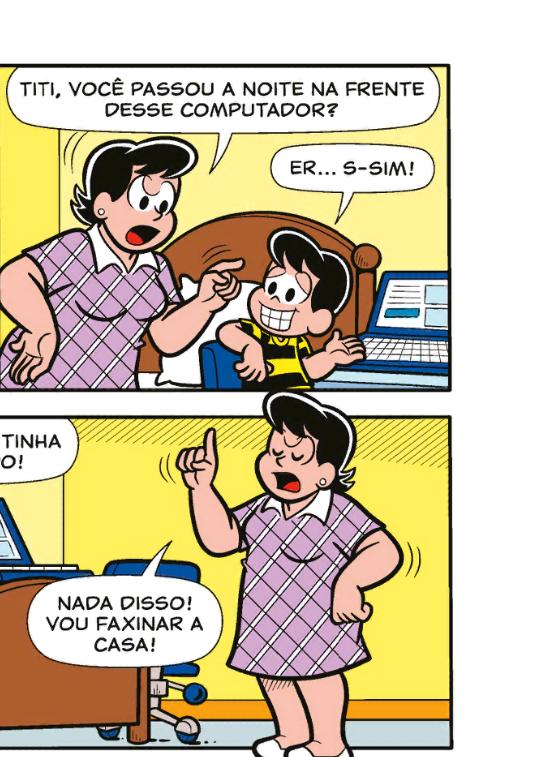 TITI, VOCÊ PASSOU A NOITE NA FRENTE
DESSE COMPUTADOR?
ER... S-SIM!
TINHA
O!
NADA DISSO!
VOU FAXINAR A
CASA!